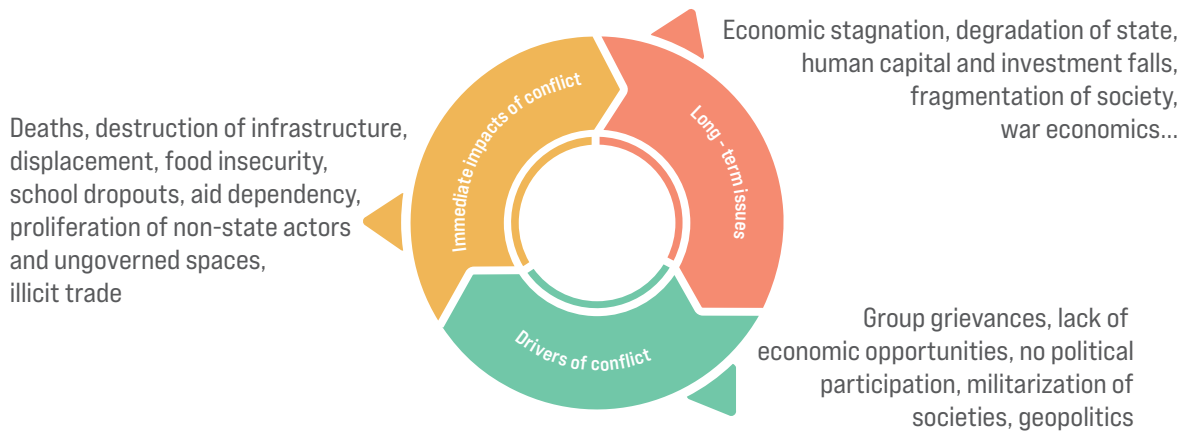 Economic stagnation, degradation of state,
human capital and investment falls,
fragmentation of society,
war economics...
Immediate impacts of conflict
Long - term issues
Deaths, destruction of infrastructure,
displacement, food insecurity,
school dropouts, aid dependency,
proliferation of non-state actors
and ungoverned spaces,
illicit trade
Drivers of conflict
Group grievances, lack of
economic opportunities, no political
participation, militarization of
societies, geopolitics